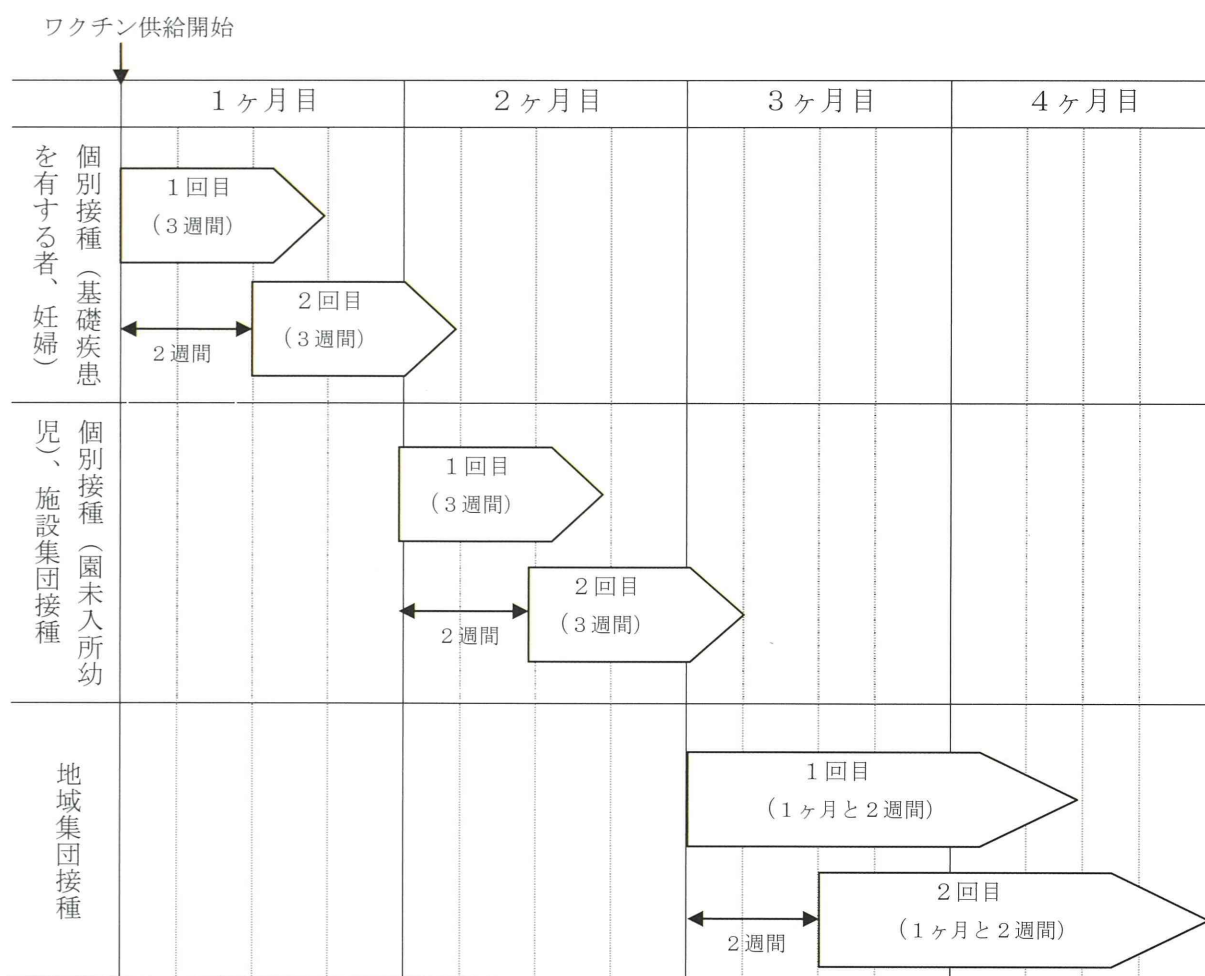 ワクチン供給開始
1ヶ月目
2ヶ月目
3ヶ月目
4ヶ月目
個別接種（基礎疾患
を有する者、妊婦）
1回目
（3週間）
2回目
（3週間）
2週間
個別接種（園未入所幼
児）、施設集団接種
1回目
（3週間）
2回目
（3週間）
2週間
地域集団接種
1回目
（1ヶ月と2週間）
2回目
（1ヶ月と2週間）
2週間